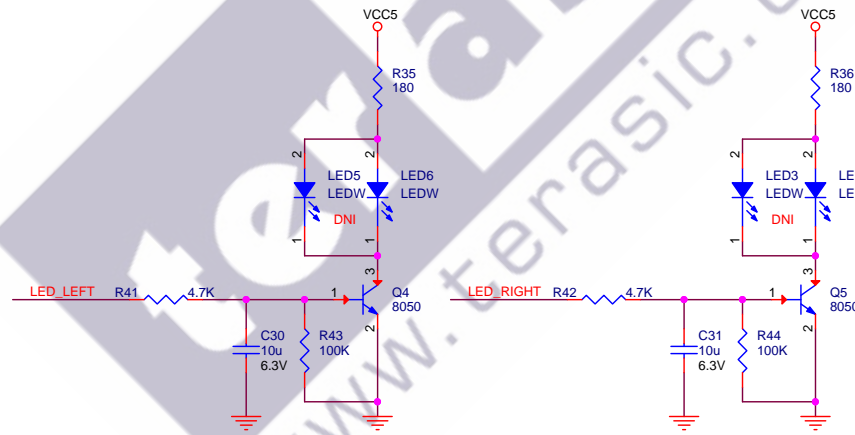 VCC5
R35
180
2
2
LED5
LEDW
LED6
LEDW
DNI
1
1
3
LED_LEFT
R41
4.7K
1
Q4
8050
2
C30
10u
6.3V
R43
100K
VCC5
R36
180
2
2
LED3
LEDW
DNI
1
1
3
LED_RIGHT
R42
4.7K
1
Q5
8050
2
C31
10u
6.3V
R44
100K
www.terasic.